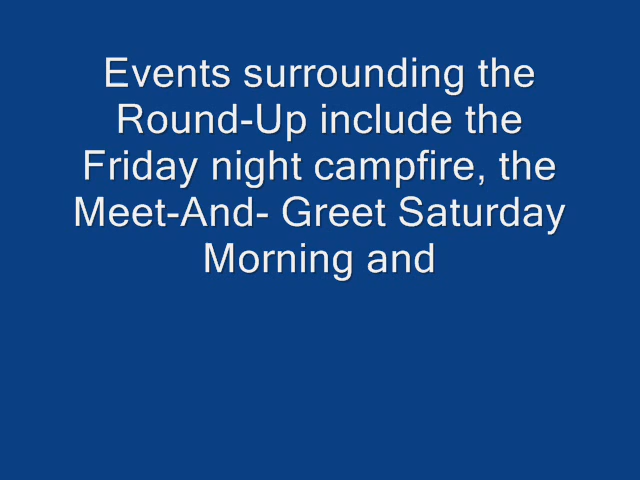 Events surrounding the
Round-Up include the
Friday night campfire, the
Meet-And- Greet Saturday
Morning and